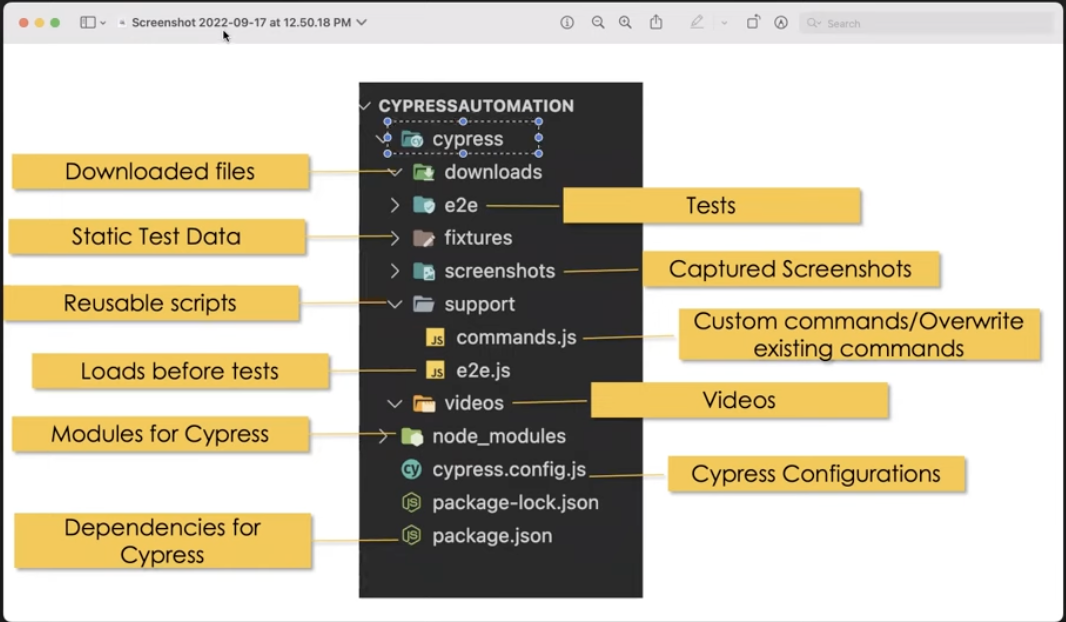 Screenshot 2022-09-17 at 12.50.18 PM
Search
CYPRESSAUTOMATION
cypress
Downloaded files
downloads
e2e
Tests
Static Test Data
fixtures
screenshots
Captured Screenshots
Reusable scripts
support
commands.js
Custom commands/Overwrite
existing commands
Loads before tests
e2e.js
videos
Videos
Modules for Cypress
node_modules
cypress.config.js
Cypress Configurations
package-lock.json
Dependencies for
Cypress
package.json